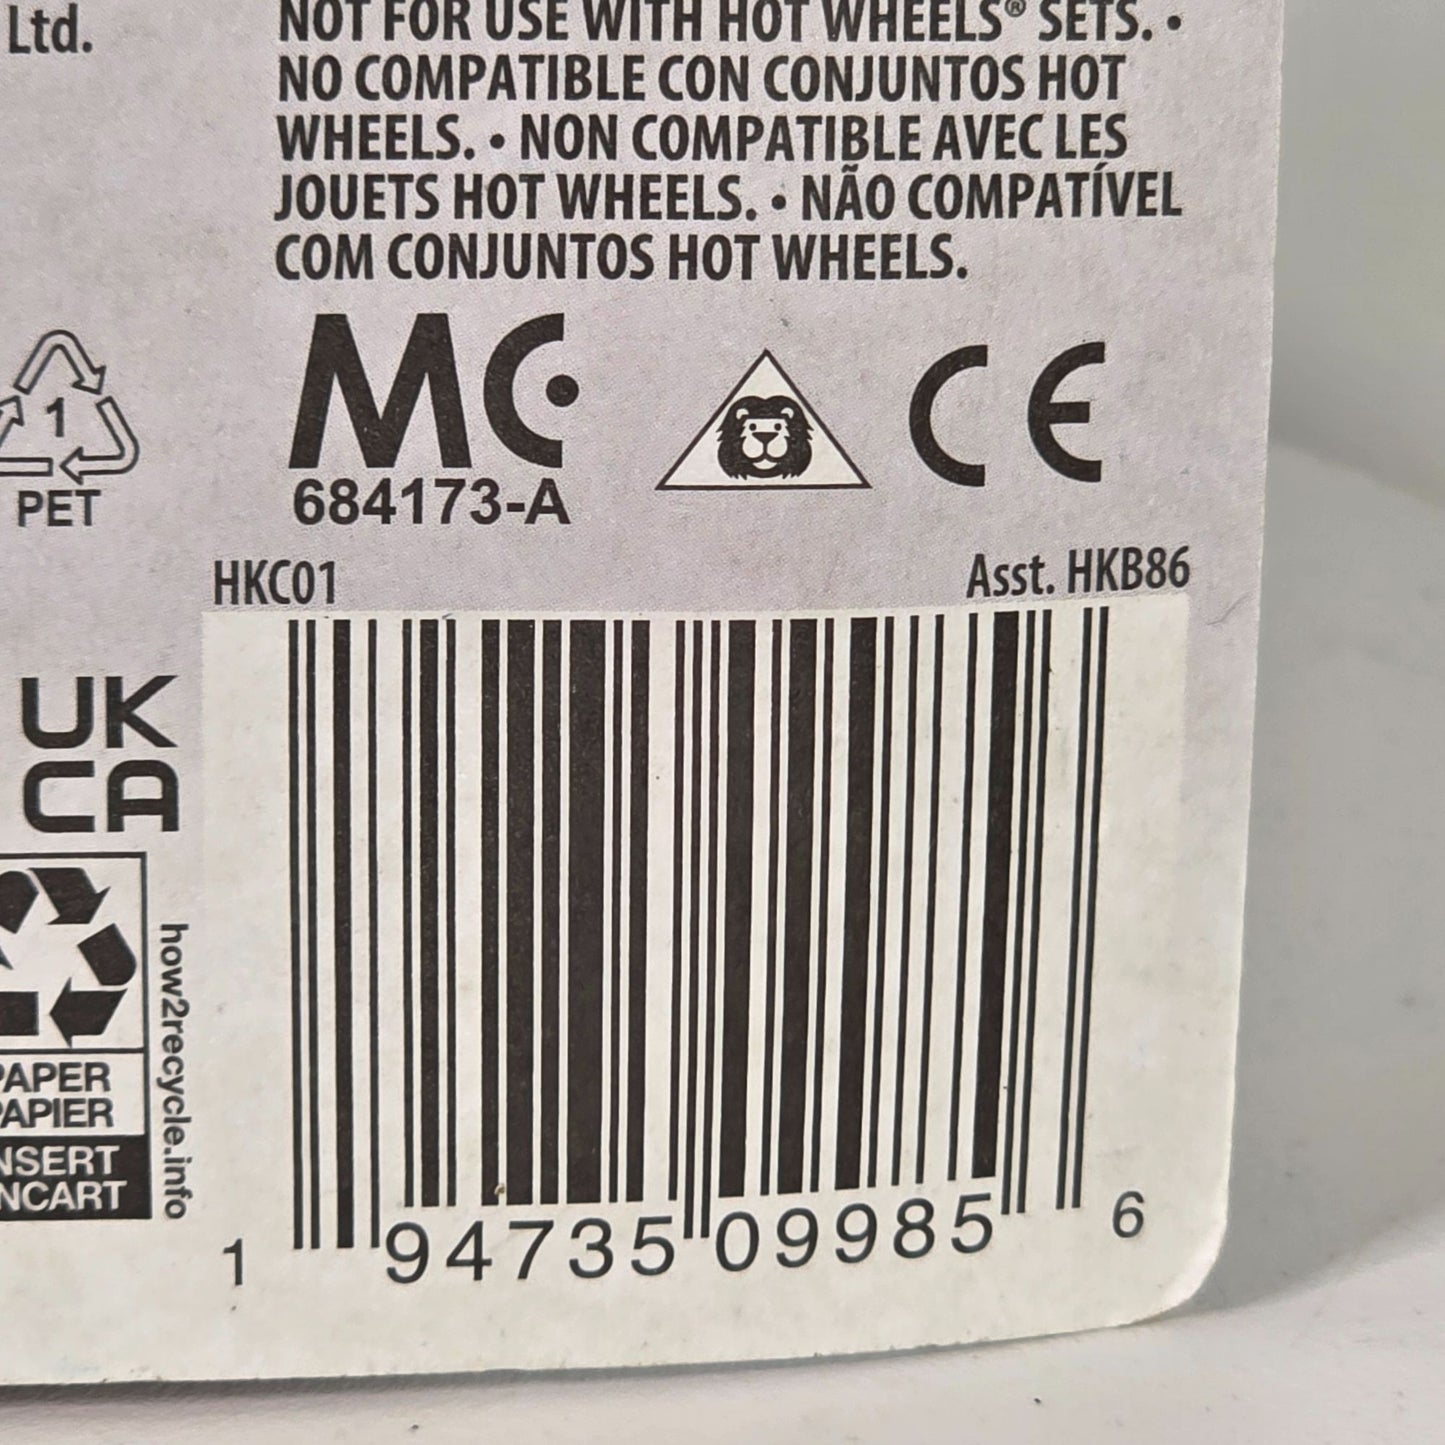 Ltd.
NOT FOR USE WITH HOT WHEELS® SETS. •
NO COMPATIBLE CON CONJUNTOS HOT
WHEELS. • NON COMPATIBLE AVEC LES
JOUETS HOT WHEELS. • NÃO COMPATÍVEL
COM CONJUNTOS HOT WHEELS.
1
PET
MC
684173-A
CE
HKC01
Asst. HKB86
UK
CA
how2recycle.info
PAPER
PAPIER
INSERT
ENCART
1 94735 09985 6